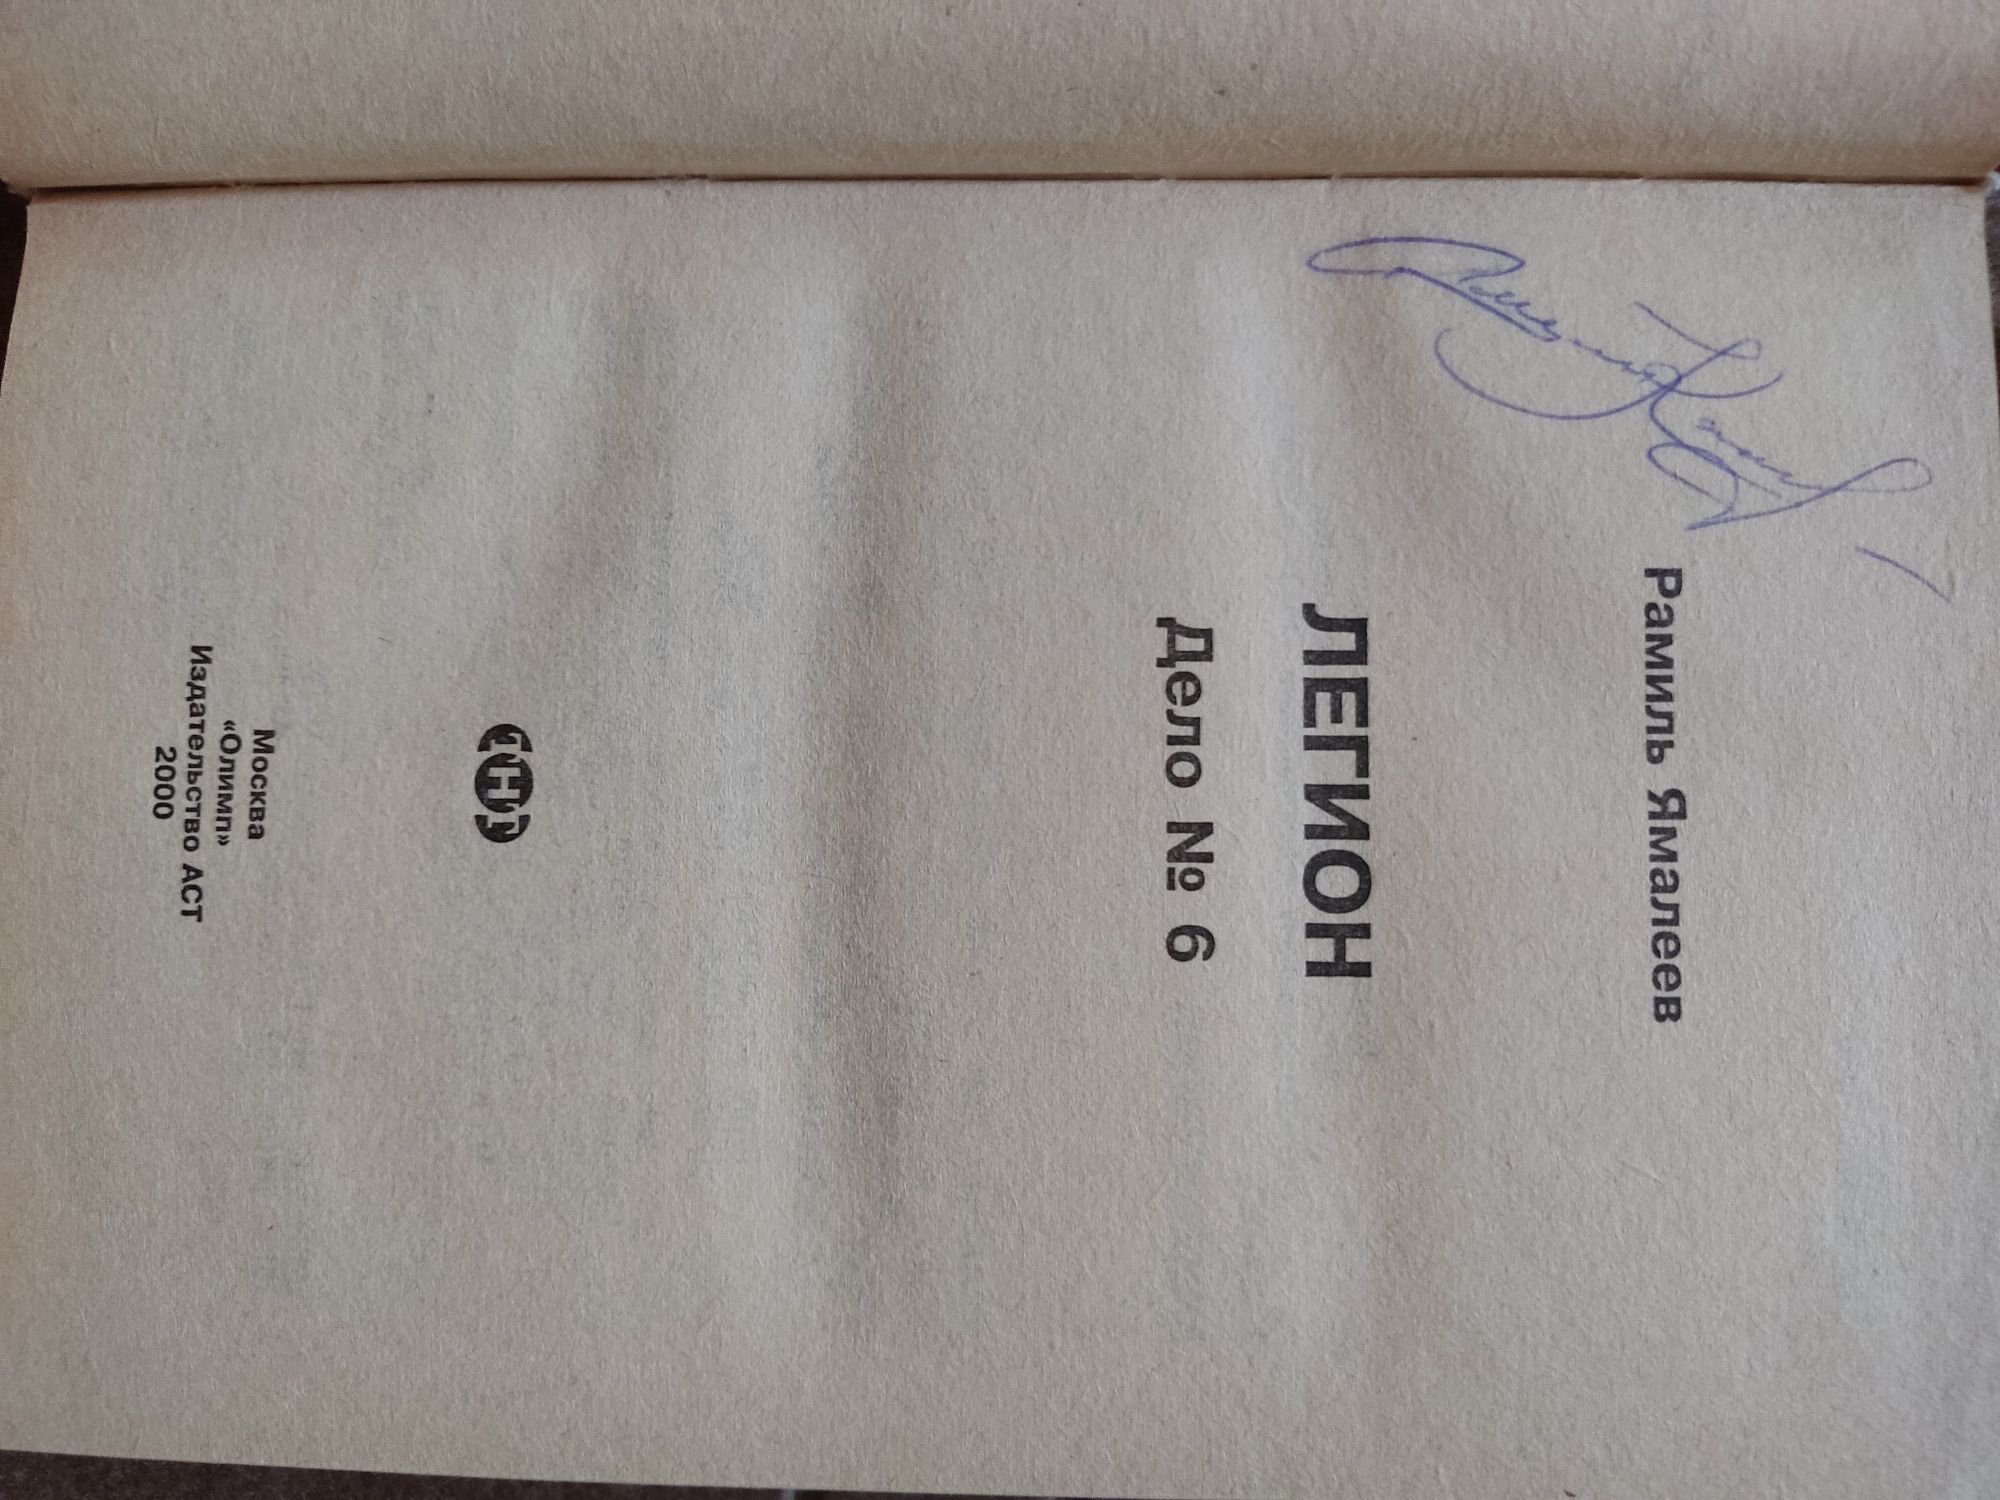 Рамиль Ямалеев
ЛЕГИОН
Дело № 6
Москва
«Олимп»
Издательство АСТ
2000